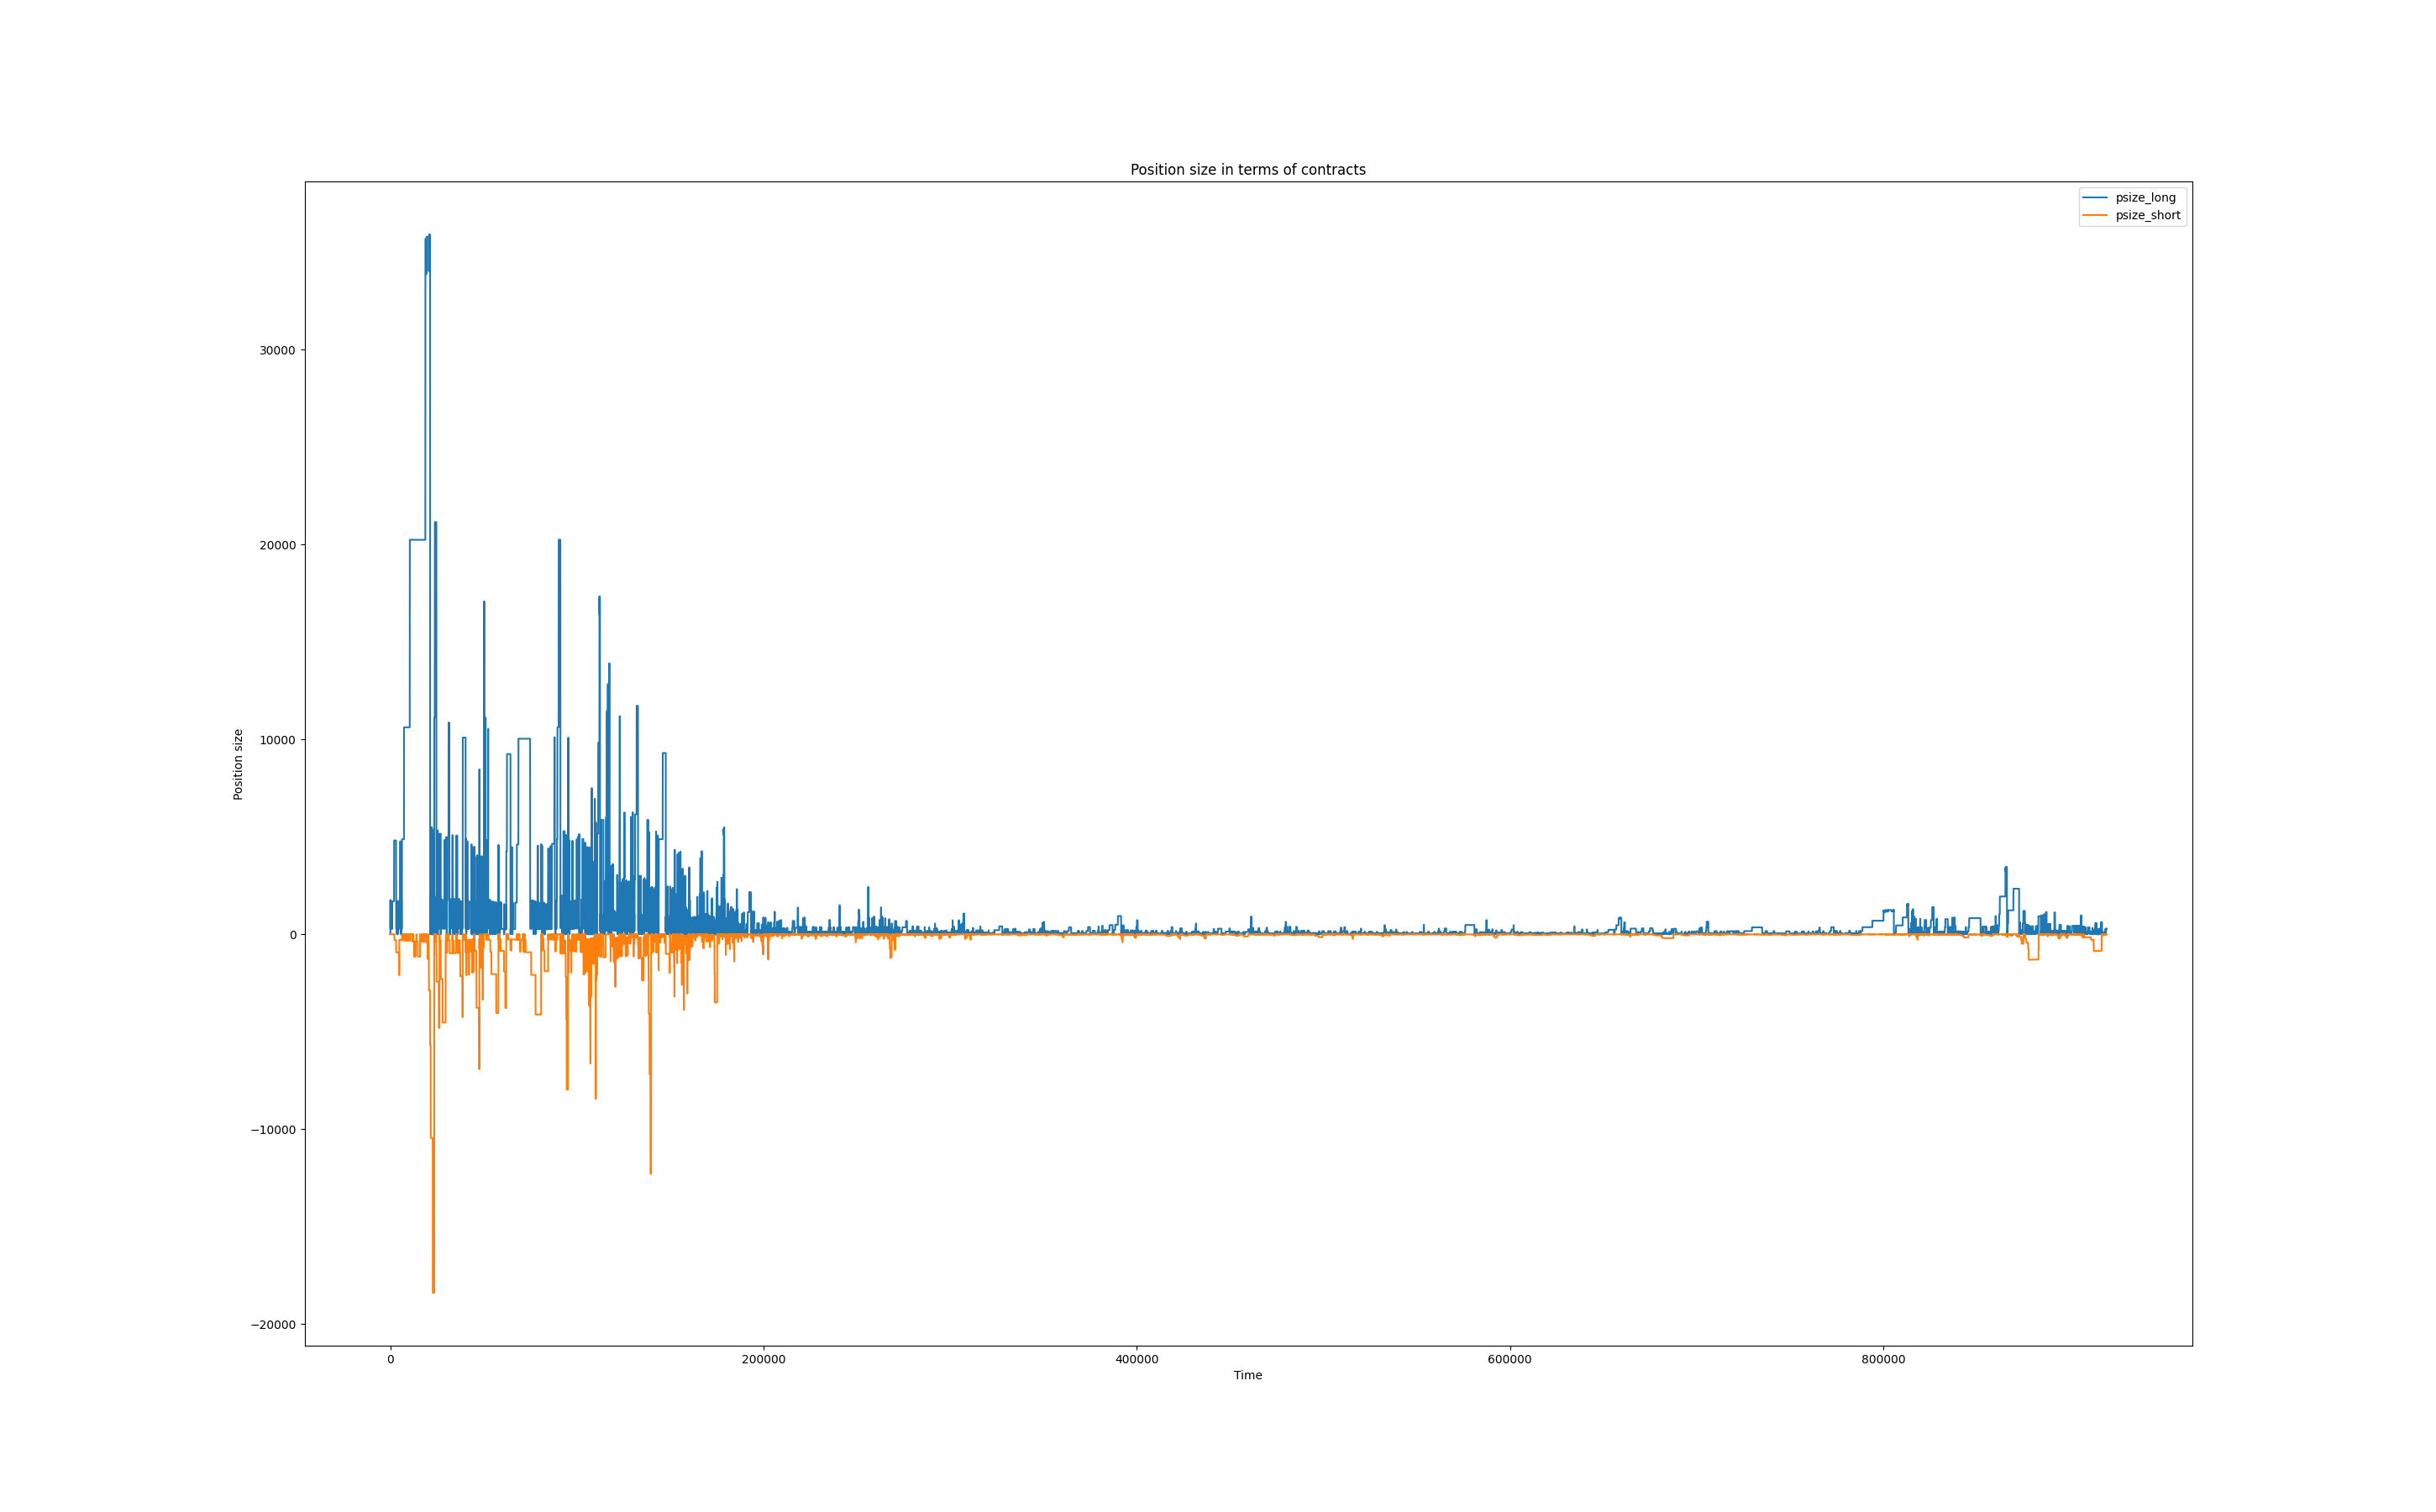 Position size in terms of contracts
psize_long
psize_short
Position size
30000
20000
10000
0
−10000
−20000
0
200000
400000
600000
800000
Time